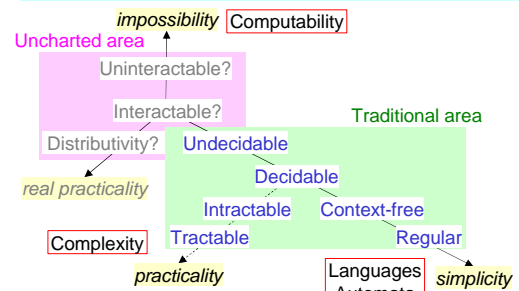 impossibility
Computability
Uncharted area
Uninteractable?
Interactable?
Traditional area
Distributivity?
Undecidable
Decidable
real practicality
Intractable
Context-free
Complexity
Tractable
Regular
practicality
Languages
simplicity
Automata